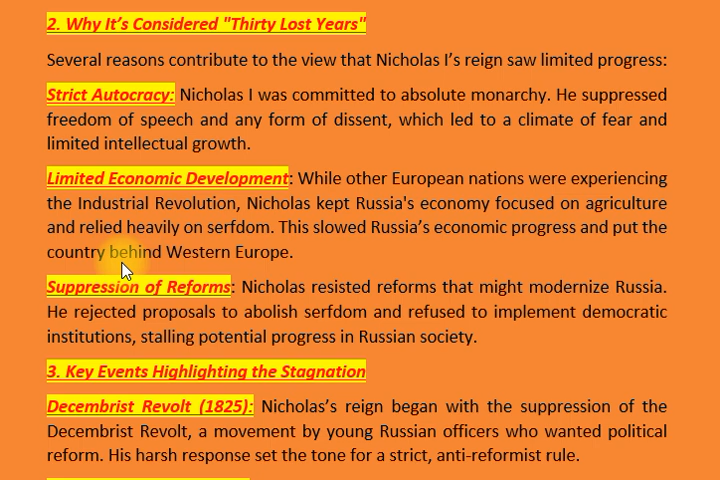 2. Why It’s Considered "Thirty Lost Years"
Several reasons contribute to the view that Nicholas I’s reign saw limited progress:
Strict Autocracy: Nicholas I was committed to absolute monarchy. He suppressed
freedom of speech and any form of dissent, which led to a climate of fear and
limited intellectual growth.
Limited Economic Development: While other European nations were experiencing
the Industrial Revolution, Nicholas kept Russia's economy focused on agriculture
and relied heavily on serfdom. This slowed Russia’s economic progress and put the
country behind Western Europe.
Suppression of Reforms: Nicholas resisted reforms that might modernize Russia.
He rejected proposals to abolish serfdom and refused to implement democratic
institutions, stalling potential progress in Russian society.
3. Key Events Highlighting the Stagnation
Decembrist Revolt (1825): Nicholas’s reign began with the suppression of the
Decembrist Revolt, a movement by young Russian officers who wanted political
reform. His harsh response set the tone for a strict, anti-reformist rule.